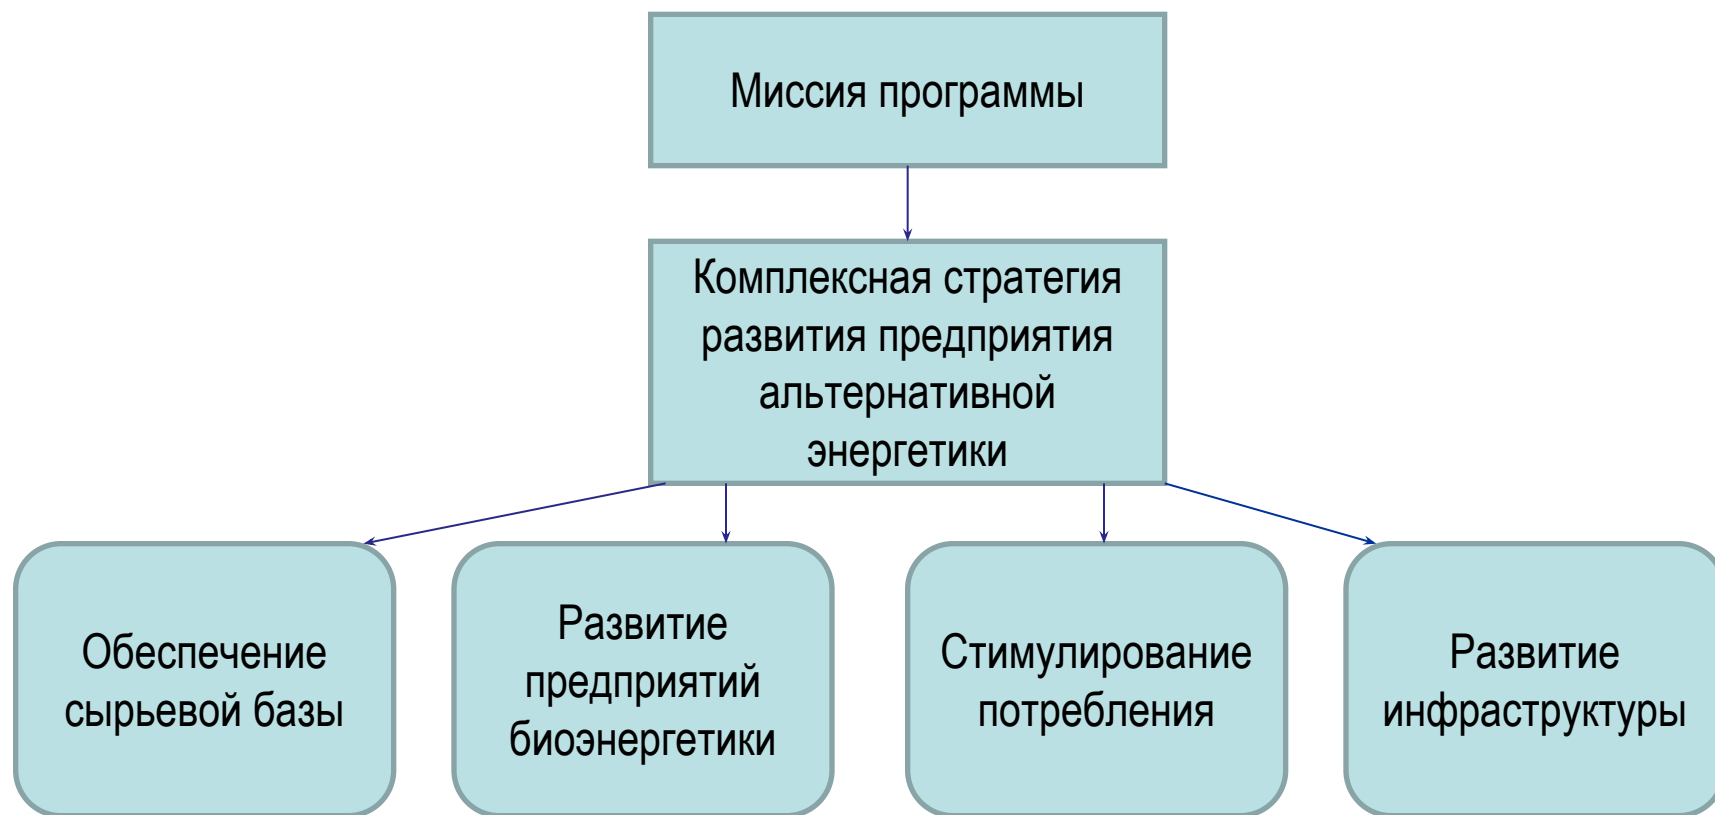 Миссия программы
Комплексная стратегия
развития предприятия
альтернативной
энергетики
Обеспечение
сырьевой базы
Развитие
предприятий
биоэнергетики
Стимулирование
потребления
Развитие
инфраструктуры